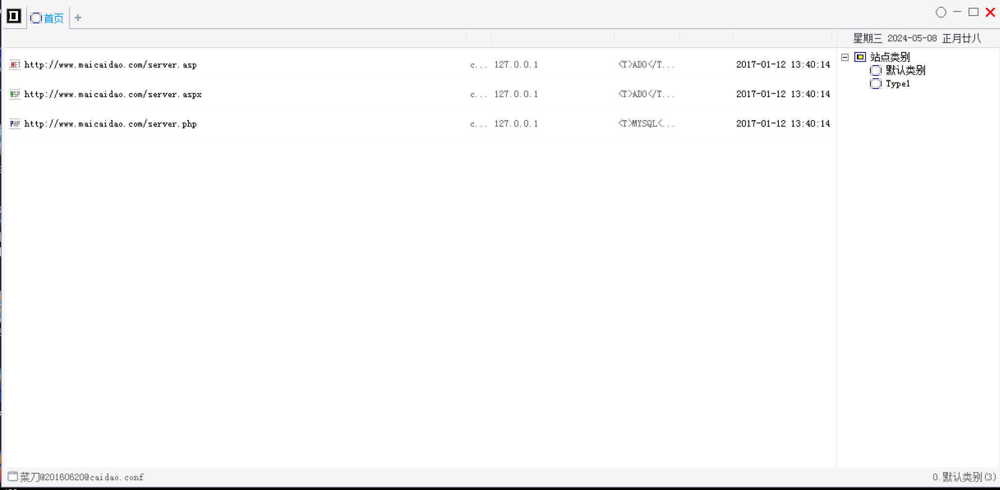 首页 +
星期三 2024-05-08 正月廿八
.NET http://www.maicaidao.com/server.asp c... 127.0.0.1 <T>ADO</T... 2017-01-12 13:40:14
ASP http://www.maicaidao.com/server.aspx c... 127.0.0.1 <T>ADO</T... 2017-01-12 13:40:14
PHP http://www.maicaidao.com/server.php c... 127.0.0.1 <T>MYSQL<... 2017-01-12 13:40:14
站点类别
默认类别
Type1
菜刀@20160620@caidao.conf
0.默认类别(3)